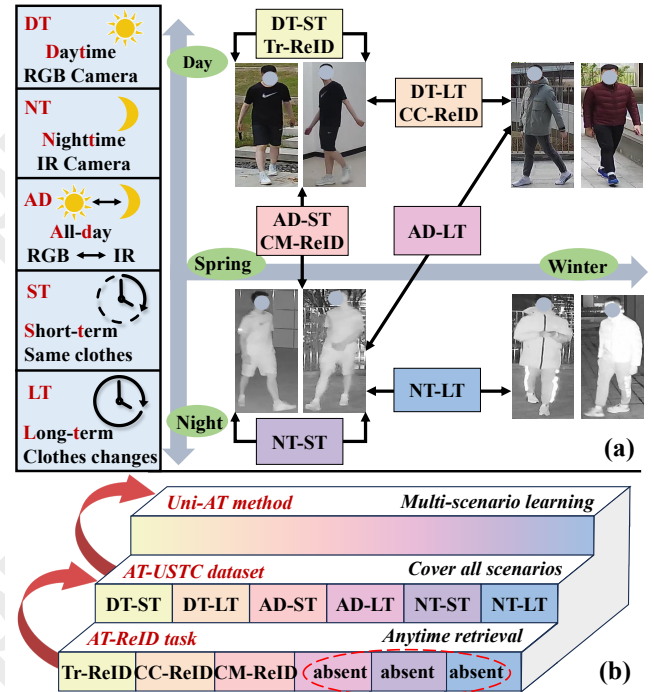 DT
Daytime
RGB Camera
NT
Nighttime
IR Camera
AD
All-day
RGB IR
ST
Short-term
Same clothes
LT
Long-term
Clothes changes
Day
Spring
Winter
Night
DT-ST
Tr-ReID
DT-LT
CC-ReID
AD-ST
CM-ReID
AD-LT
NT-LT
NT-ST
(a)
Uni-AT method Multi-scenario learning
AT-USTC dataset Cover all scenarios
DT-ST DT-LT AD-ST AD-LT NT-ST NT-LT
AT-ReID task Anytime retrieval
Tr-ReID CC-ReID CM-ReID absent absent absent
(b)